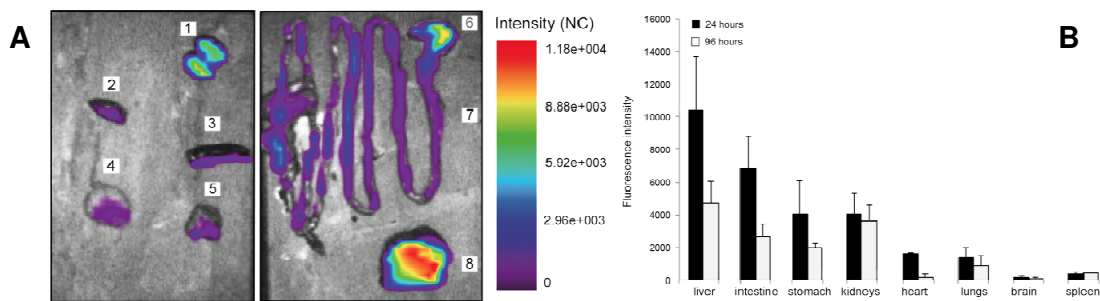 A
1
2
3
4
5
6
7
8
Intensity (NC)
1.18e+004
8.88e+003
5.92e+003
2.96e+003
0
B
24 hours
96 hours
Fluorescence intensity
16000
14000
12000
10000
8000
6000
4000
2000
0
liver intestine stomach kidneys heart lungs brain spleen